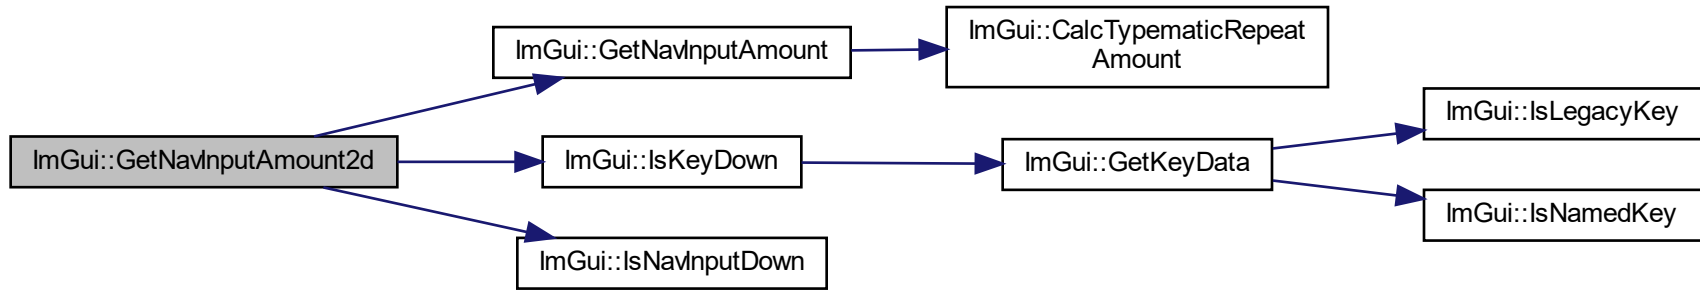 ImGui::GetNavInputAmount2d
ImGui::GetNavInputAmount
ImGui::CalcTypematicRepeat
Amount
ImGui::IsKeyDown
ImGui::GetKeyData
ImGui::IsLegacyKey
ImGui::IsNamedKey
ImGui::IsNavInputDown